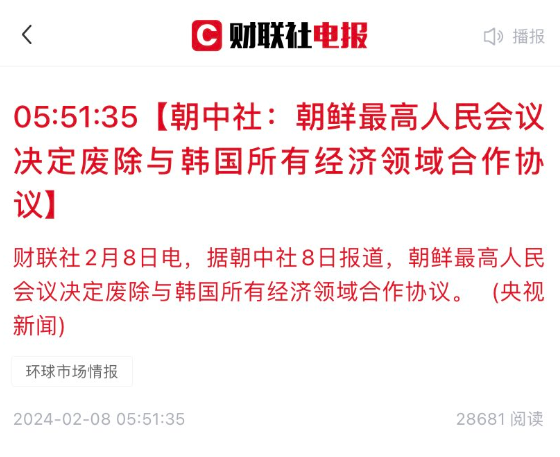 财联社电报
播报
05:51:35【朝中社：朝鲜最高人民会议
决定废除与韩国所有经济领域合作协
议】
财联社2月8日电，据朝中社8日报道，朝鲜最高人民
会议决定废除与韩国所有经济领域合作协议。 (央视
新闻)
环球市场情报
2024-02-08 05:51:35
28681 阅读